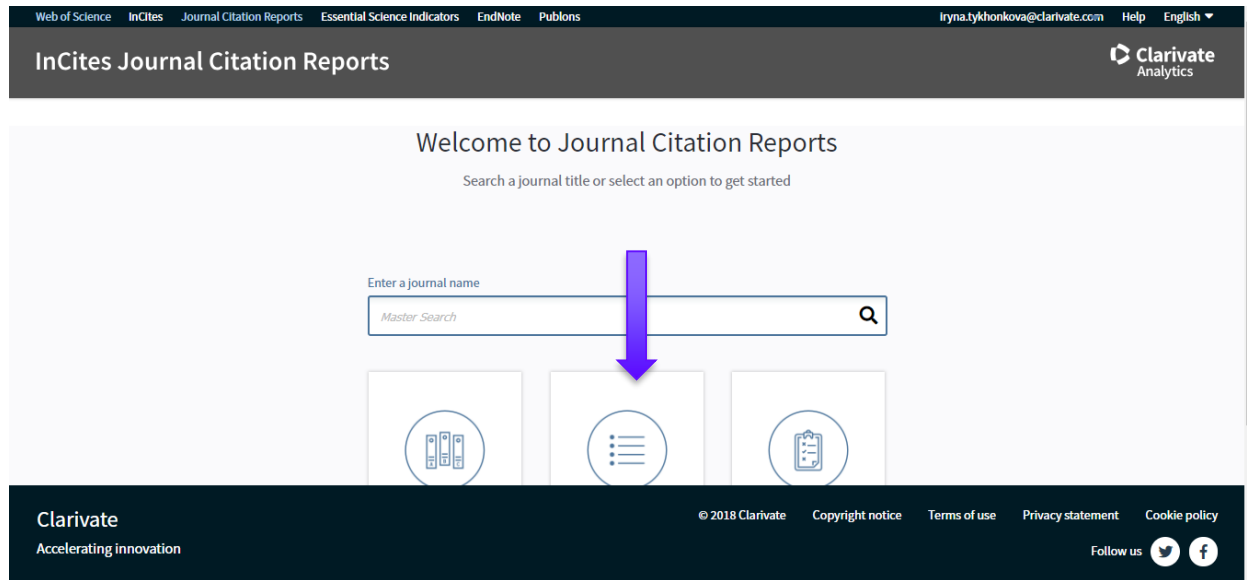 Web of Science InCites Journal Citation Reports Essential Science Indicators EndNote Publons iryna.tykhonkova@clarivate.com Help English
InCites Journal Citation Reports
Clarivate
Analytics
Welcome to Journal Citation Reports
Search a journal title or select an option to get started
Enter a journal name
Master Search
A B C
Clarivate
© 2018 Clarivate Copyright notice Terms of use Privacy statement Cookie policy
Accelerating innovation
Follow us